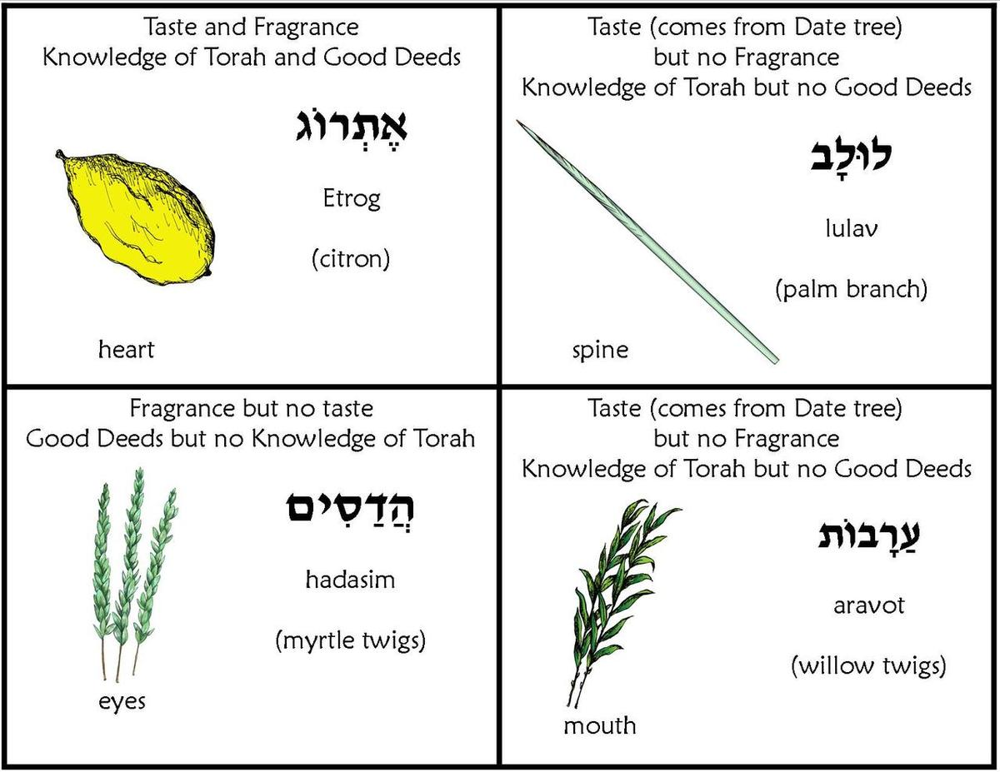 Taste and Fragrance
Knowledge of Torah and Good Deeds
אֶתְרוֹג
Etrog
(citron)
heart
Taste (comes from Date tree)
but no Fragrance
Knowledge of Torah but no Good Deeds
לוּלָב
lulav
(palm branch)
spine
Fragrance but no taste
Good Deeds but no Knowledge of Torah
הֲדַסִים
hadasim
(myrtle twigs)
eyes
Taste (comes from Date tree)
but no Fragrance
Knowledge of Torah but no Good Deeds
עַרָבוֹת
aravot
(willow twigs)
mouth